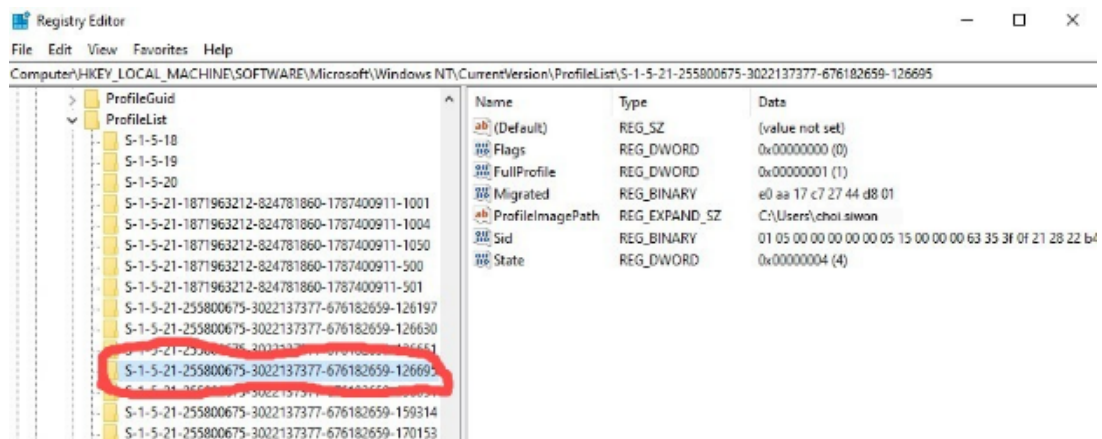 Registry Editor
File Edit View Favorites Help
Computer\HKEY_LOCAL_MACHINE\SOFTWARE\Microsoft\Windows NT\CurrentVersion\ProfileList\S-1-5-21-255800675-3022137377-676182659-126695
ProfileGuid
ProfileList
S-1-5-18
S-1-5-19
S-1-5-20
S-1-5-21-1871963212-824781860-1787400911-1001
S-1-5-21-1871963212-824781860-1787400911-1004
S-1-5-21-1871963212-824781860-1787400911-1050
S-1-5-21-1871963212-824781860-1787400911-500
S-1-5-21-1871963212-824781860-1787400911-501
S-1-5-21-255800675-3022137377-676182659-126197
S-1-5-21-255800675-3022137377-676182659-126630
S-1-5-21-255800675-3022137377-676182659-126695
S-1-5-21-255800675-3022137377-676182659-159314
S-1-5-21-255800675-3022137377-676182659-170153
Name Type Data
(Default) REG_SZ (value not set)
Flags REG_DWORD 0x00000000 (0)
FullProfile REG_DWORD 0x00000001 (1)
Migrated REG_BINARY e0 aa 17 c7 27 44 d8 01
ProfileImagePath REG_EXPAND_SZ C:\Users\choi.siwon
Sid REG_BINARY 01 05 00 00 00 00 00 05 15 00 00 00 63 35 3f 0f 21 28 22 b4
State REG_DWORD 0x00000004 (4)